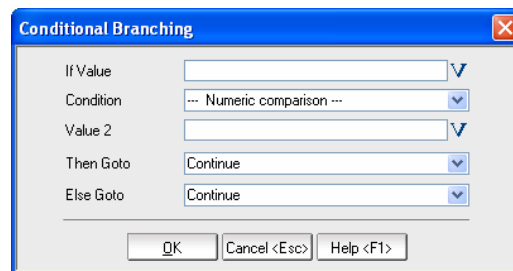 Conditional Branching
If Value V
Condition --- Numeric comparison ---
Value 2 V
Then Goto Continue
Else Goto Continue
OK Cancel <Esc> Help <F1>